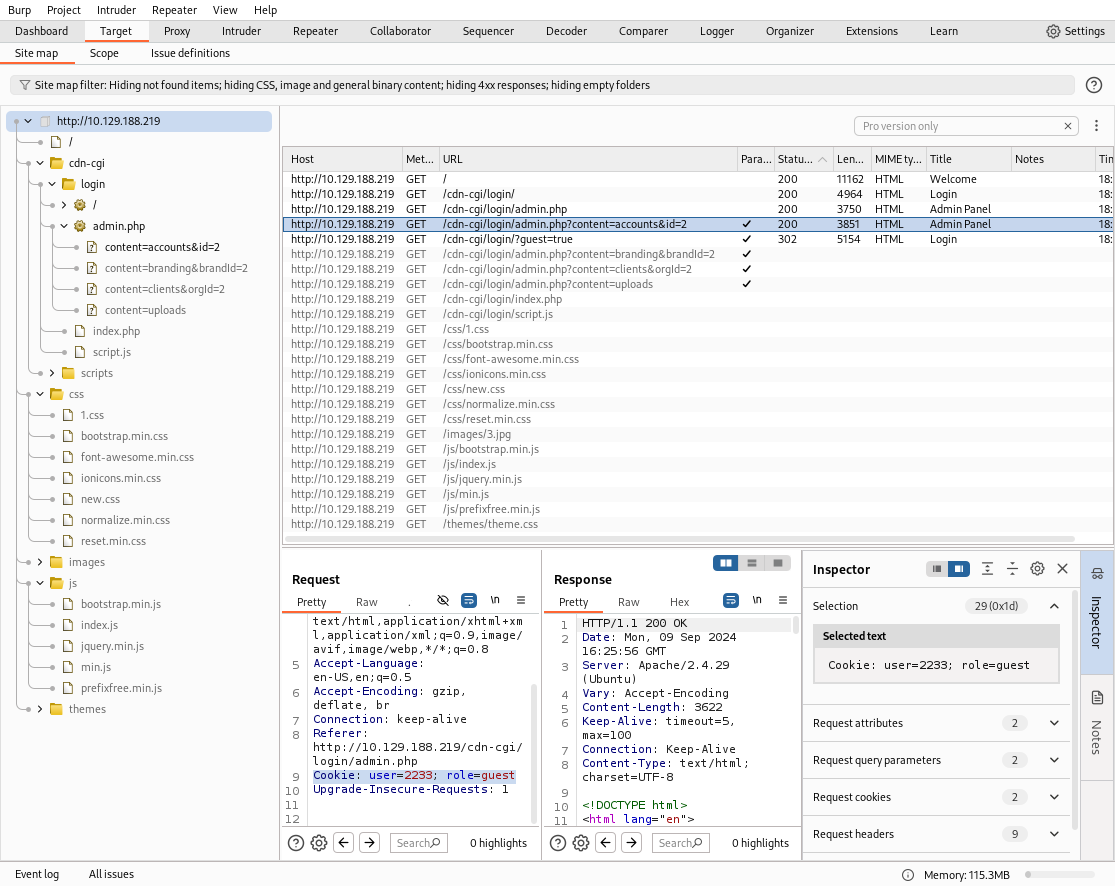 Burp Project Intruder Repeater View Help
Dashboard Target Proxy Intruder Repeater Collaborator Sequencer Decoder Comparer Logger Organizer Extensions Learn Settings
Site map Scope Issue definitions
Site map filter: Hiding not found items; hiding CSS, image and general binary content; hiding 4xx responses; hiding empty folders
http://10.129.188.219
/
cdn-cgi
login
/
admin.php
content=accounts&id=2
content=branding&brandId=2
content=clients&orgId=2
content=uploads
index.php
script.js
scripts
css
1.css
bootstrap.min.css
font-awesome.min.css
ionicons.min.css
new.css
normalize.min.css
reset.min.css
images
js
bootstrap.min.js
index.js
jquery.min.js
min.js
prefixfree.min.js
themes
Pro version only
Host Met... URL Para... Statu... Len... MIME ty... Title Notes Tin
http://10.129.188.219 GET / 200 11162 HTML Welcome 18:
http://10.129.188.219 GET /cdn-cgi/login/ 200 4964 HTML Login 18:
http://10.129.188.219 GET /cdn-cgi/login/admin.php 200 3750 HTML Admin Panel 18:
http://10.129.188.219 GET /cdn-cgi/login/admin.php?content=accounts&id=2 ✓ 200 3851 HTML Admin Panel 18:
http://10.129.188.219 GET /cdn-cgi/login/?guest=true ✓ 302 5154 HTML Login 18:
http://10.129.188.219 GET /cdn-cgi/login/admin.php?content=branding&brandId=2 ✓
http://10.129.188.219 GET /cdn-cgi/login/admin.php?content=clients&orgId=2 ✓
http://10.129.188.219 GET /cdn-cgi/login/admin.php?content=uploads ✓
http://10.129.188.219 GET /cdn-cgi/login/index.php
http://10.129.188.219 GET /cdn-cgi/login/script.js
http://10.129.188.219 GET /css/1.css
http://10.129.188.219 GET /css/bootstrap.min.css
http://10.129.188.219 GET /css/font-awesome.min.css
http://10.129.188.219 GET /css/ionicons.min.css
http://10.129.188.219 GET /css/new.css
http://10.129.188.219 GET /css/normalize.min.css
http://10.129.188.219 GET /css/reset.min.css
http://10.129.188.219 GET /images/3.jpg
http://10.129.188.219 GET /js/bootstrap.min.js
http://10.129.188.219 GET /js/index.js
http://10.129.188.219 GET /js/jquery.min.js
http://10.129.188.219 GET /js/min.js
http://10.129.188.219 GET /js/prefixfree.min.js
http://10.129.188.219 GET /themes/theme.css
Request
Pretty Raw . \n
text/html,application/xhtml+xm
l,application/xml;q=0.9,image/
avif,image/webp,*/*;q=0.8
5 Accept-Language:
en-US,en;q=0.5
6 Accept-Encoding: gzip,
deflate, br
7 Connection: keep-alive
8 Referer:
http://10.129.188.219/cdn-cgi/
login/admin.php
9 Cookie: user=2233; role=guest
10 Upgrade-Insecure-Requests: 1
11
12
Search 0 highlights
Response
Pretty Raw Hex \n
1 HTTP/1.1 200 OK
2 Date: Mon, 09 Sep 2024
16:25:56 GMT
3 Server: Apache/2.4.29
(Ubuntu)
4 Vary: Accept-Encoding
5 Content-Length: 3622
6 Keep-Alive: timeout=5,
max=100
7 Connection: Keep-Alive
8 Content-Type: text/html;
charset=UTF-8
9
10 <!DOCTYPE html>
11 <html lang="en">
Search 0 highlights
Inspector
Selection 29 (0x1d)
Selected text
Cookie: user=2233; role=guest
Request attributes 2
Request query parameters 2
Request cookies 2
Request headers 9
Inspector
Notes
Event log All issues Memory: 115.3MB